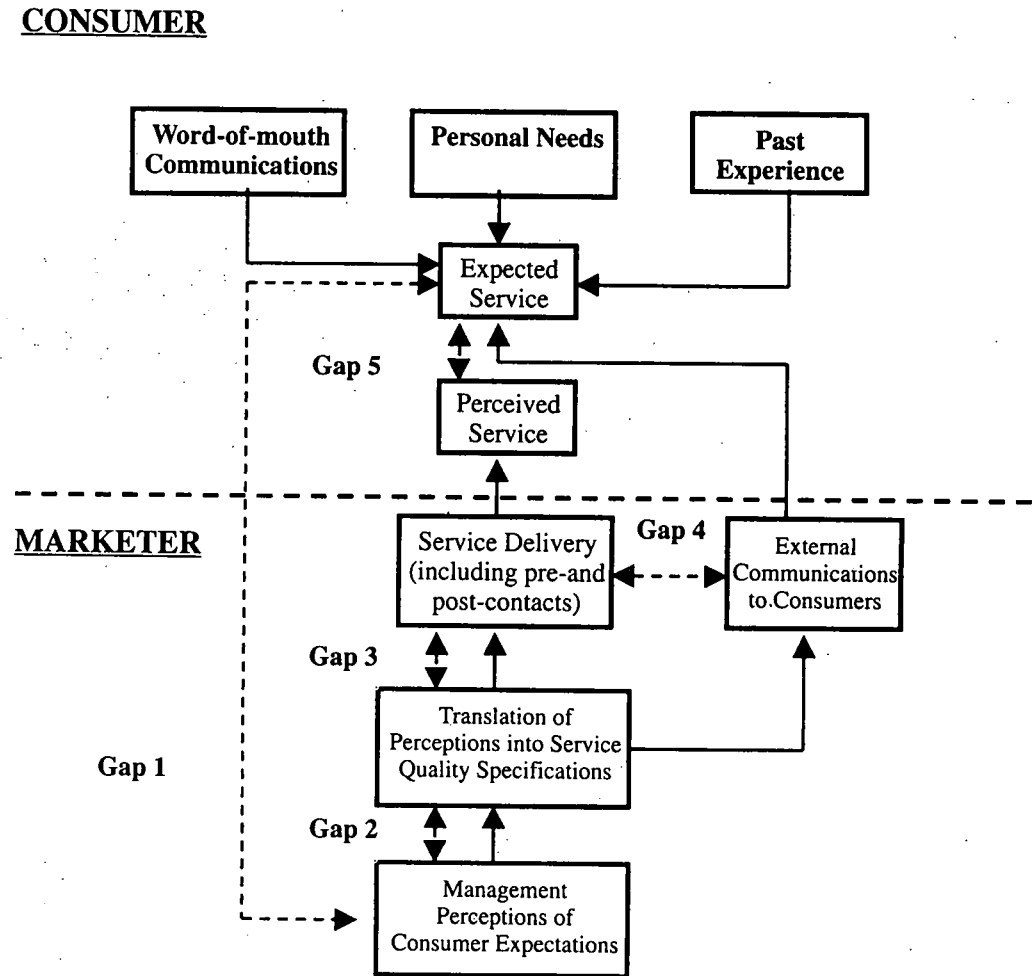 CONSUMER
Word-of-mouth
Communications
Personal Needs
Past
Experience
Expected
Service
Gap 5
Perceived
Service
MARKETER
Service Delivery
(including pre-and
post-contacts)
Gap 4
External
Communications
to.Consumers
Gap 3
Translation of
Perceptions into Service
Quality Specifications
Gap 1
Gap 2
Management
Perceptions of
Consumer Expectations